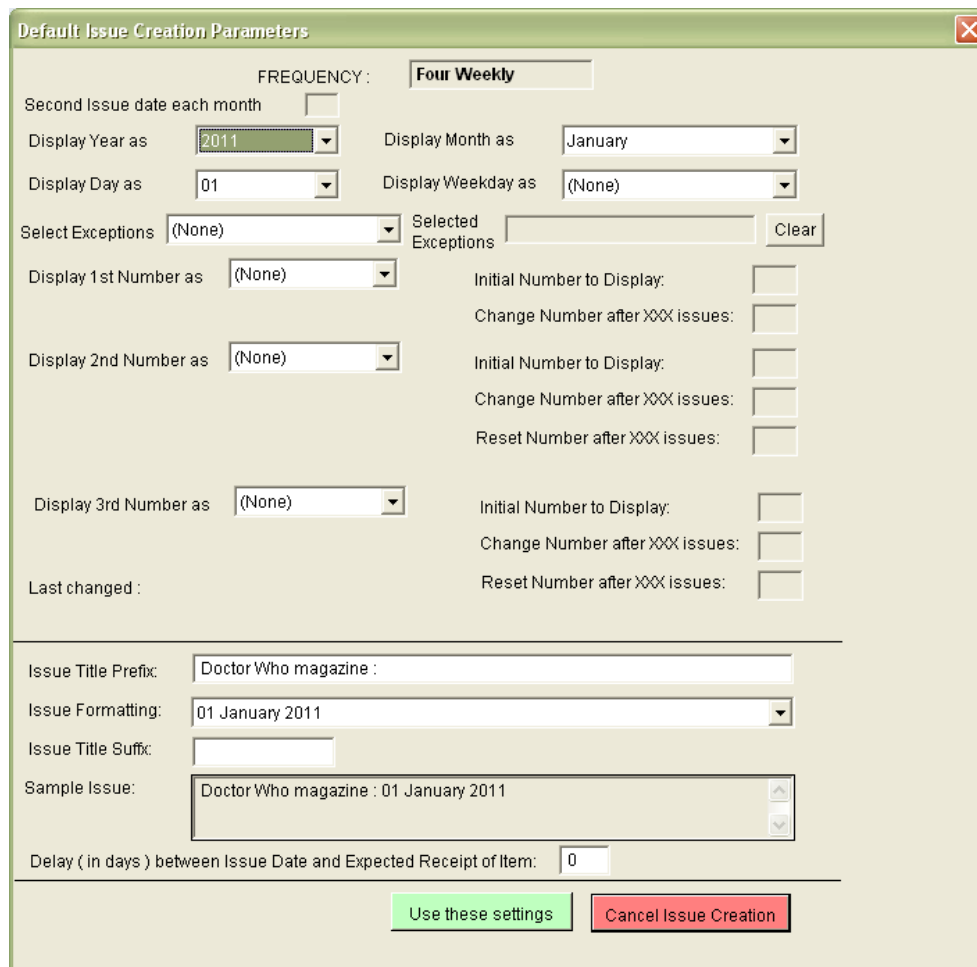 Default Issue Creation Parameters
FREQUENCY : Four Weekly
Second Issue date each month
Display Year as 2011 Display Month as January
Display Day as 01 Display Weekday as (None)
Select Exceptions (None) Selected Exceptions Clear
Display 1st Number as (None) Initial Number to Display:
Change Number after XXX issues:
Display 2nd Number as (None) Initial Number to Display:
Change Number after XXX issues:
Reset Number after XXX issues:
Display 3rd Number as (None) Initial Number to Display:
Change Number after XXX issues:
Last changed : Reset Number after XXX issues:
Issue Title Prefix: Doctor Who magazine :
Issue Formatting: 01 January 2011
Issue Title Suffx:
Sample Issue: Doctor Who magazine : 01 January 2011
Delay ( in days ) between Issue Date and Expected Receipt of Item: 0
Use these settings Cancel Issue Creation